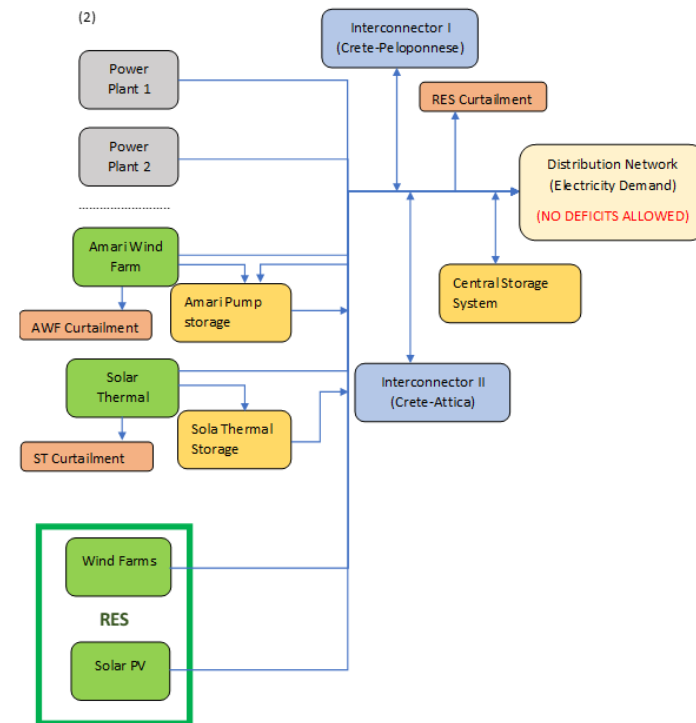 (2)
Interconnector I
(Crete-Peloponnese)
Power
Plant 1
RES Curtailment
Power
Plant 2
Distribution Network
(Electricity Demand)
(NO DEFICITS ALLOWED)
Amari Wind
Farm
Amari Pump
storage
Central Storage
System
AWF Curtailment
Solar
Thermal
Interconnector II
(Crete-Attica)
Sola Thermal
Storage
ST Curtailment
Wind Farms
RES
Solar PV